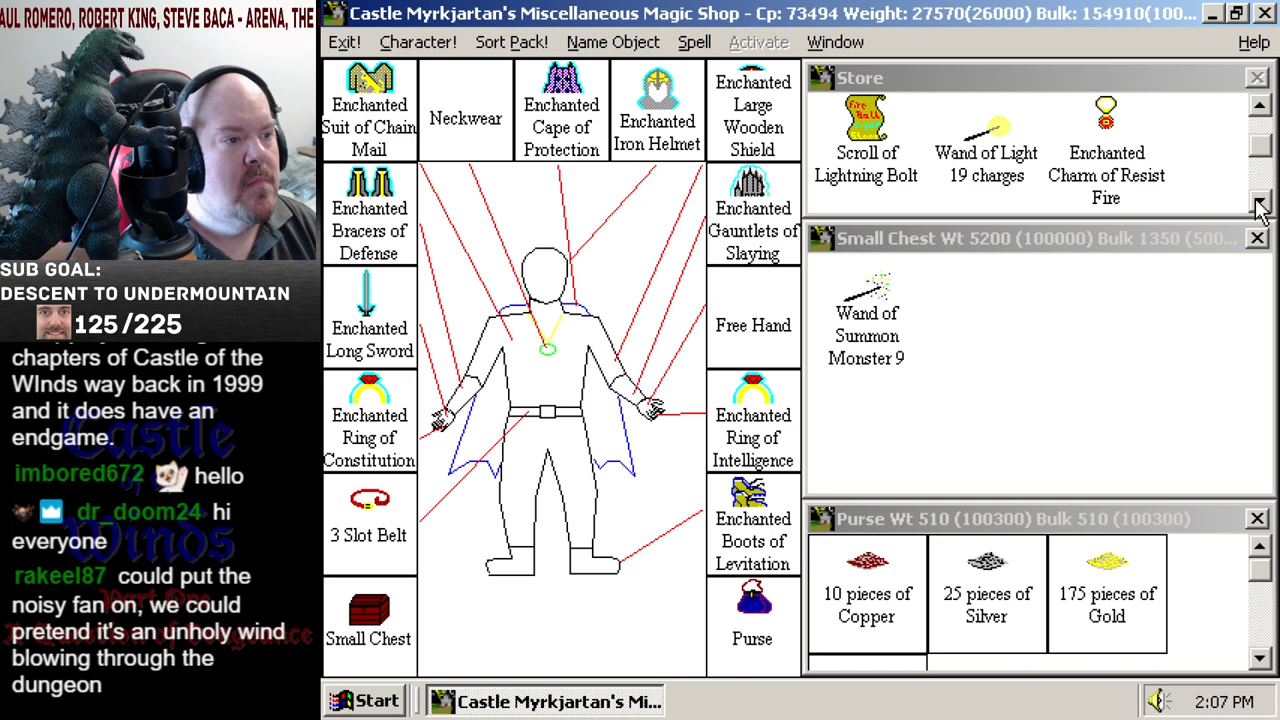 AUL ROMERO, ROBERT KING, STEVE BACA - ARENA, THE
SUB GOAL:
DESCENT TO UNDERMOUNTAIN
125 /225
chapters of Castle of the
WInds way back in 1999
and it does have an
endgame.
imbored672 hello
dr_doom24 hi
everyone
rakeel87 could put the
noisy fan on, we could
pretend it's an unholy wind
blowing through the
dungeon
Castle Myrkjartan's Miscellaneous Magic Shop - Cp: 73494 Weight: 27570(2600) Bulk: 154910(100...
Exit! Character! Sort Pack! Name Object Spell Activate Window Help
Enchanted
Suit of Chain
Mail
Neckwear
Enchanted
Cape of
Protection
Enchanted
Iron Helmet
Enchanted
Large
Wooden
Shield
Enchanted
Bracers of
Defense
Enchanted
Gauntlets of
Slaying
Enchanted
Long Sword
Free Hand
Enchanted
Ring of
Constitution
Enchanted
Ring of
Intelligence
3 Slot Belt
Enchanted
Boots of
Levitation
Small Chest
Purse
Store
Scroll of
Lightning Bolt
Wand of Light
19 charges
Enchanted
Charm of Resist
Fire
Small Chest Wt 5200 (100000) Bulk 1350 (500...
Wand of
Summon
Monster 9
Purse Wt 510 (100300) Bulk 510 (100300)
10 pieces of
Copper
25 pieces of
Silver
175 pieces of
Gold
Start
Castle Myrkjartan's Mi...
2:07 PM